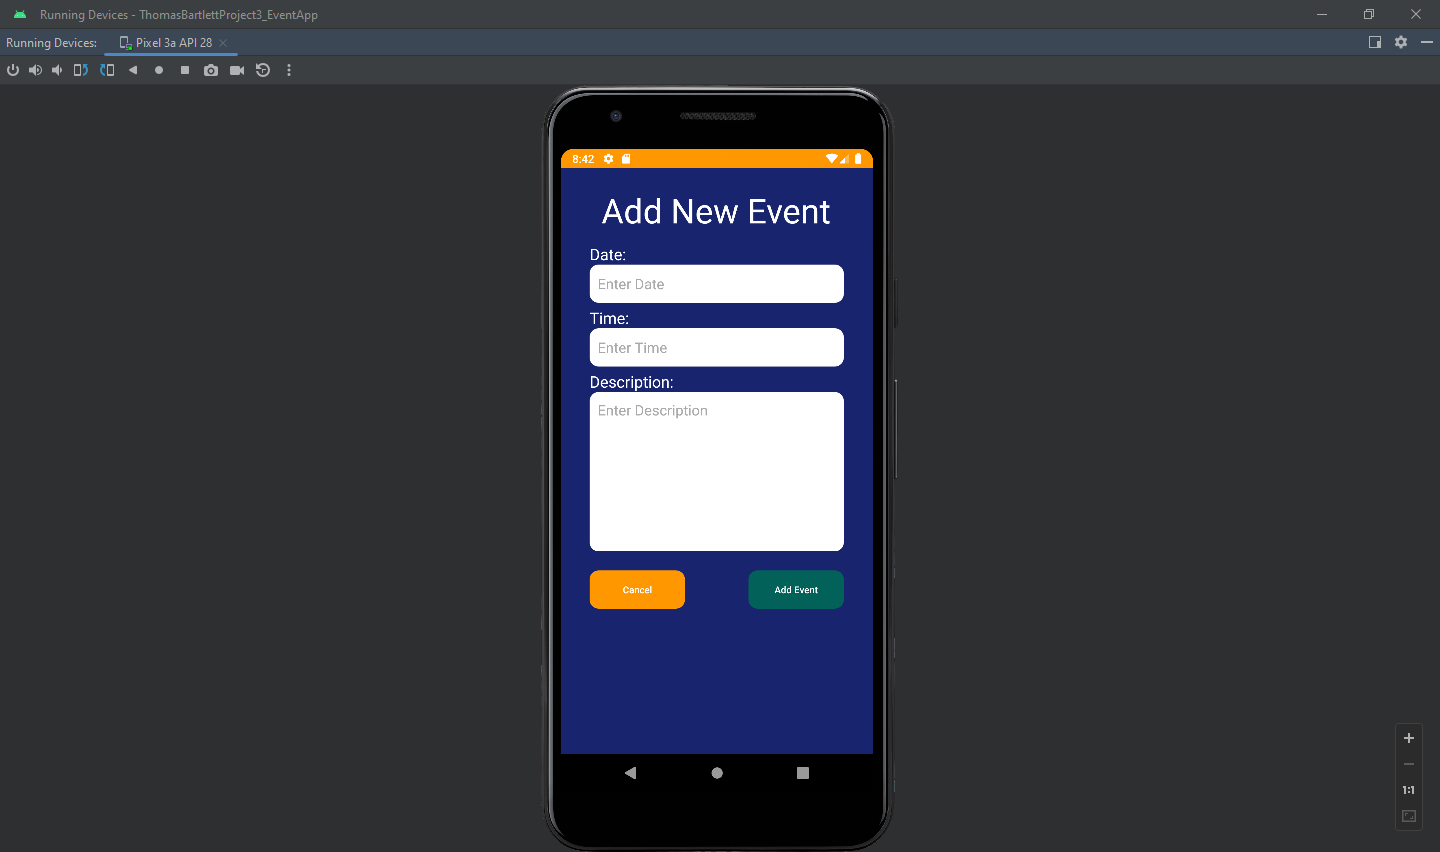 Running Devices - ThomasBartlettProject3_EventApp
Running Devices: Pixel 3a API 28
8:42
Add New Event
Date:
Enter Date
Time:
Enter Time
Description:
Enter Description
Cancel Add Event
1:1